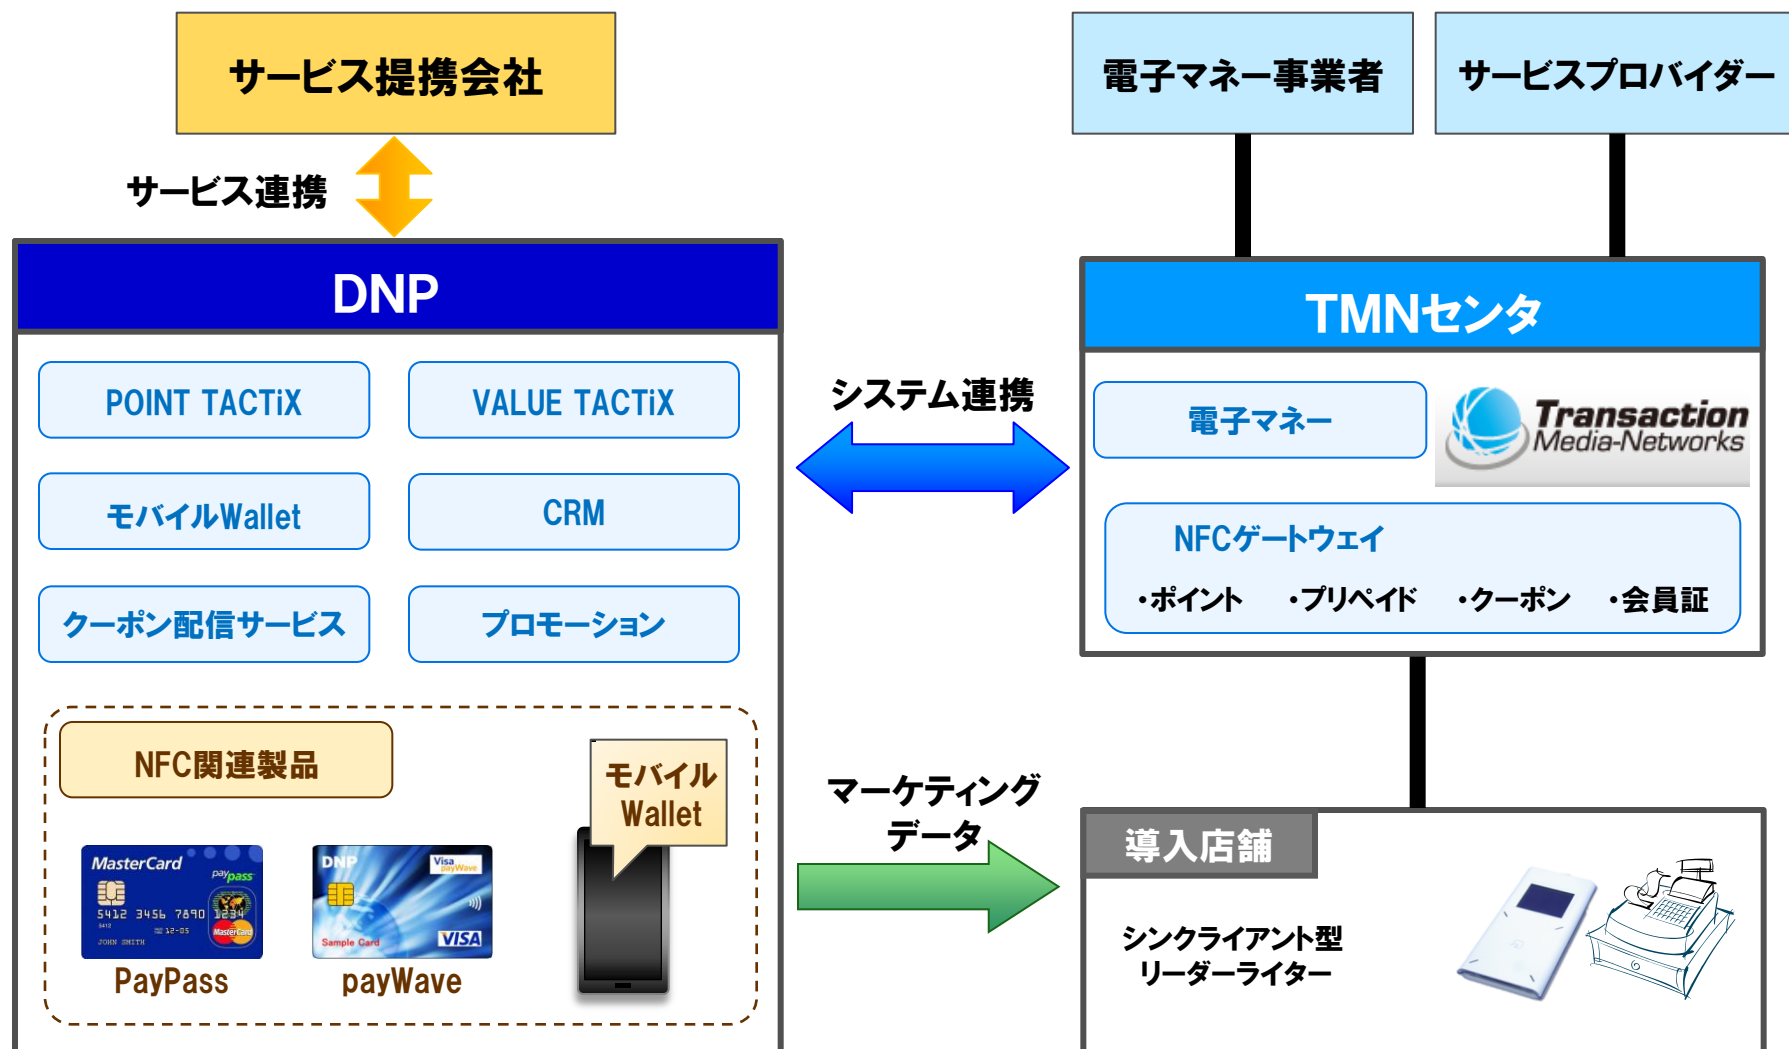 サービス提携会社
電子マネー事業者
サービスプロバイダー
サービス連携
DNP
POINT TACTiX
VALUE TACTiX
モバイルWallet
CRM
クーポン配信サービス
プロモーション
NFC関連製品
モバイル
Wallet
MasterCard
paypass
5412 3456 7890 1234
5412
12-05
JOHN SMITH
MasterCard
PayPass
DNP
Visa
payWave
Sample Card
VISA
payWave
システム連携
マーケティング
データ
TMNセンタ
電子マネー
Transaction
Media-Networks
NFCゲートウェイ
・ポイント ・プリペイド ・クーポン ・会員証
導入店舗
シンクライアント型
リーダーライター